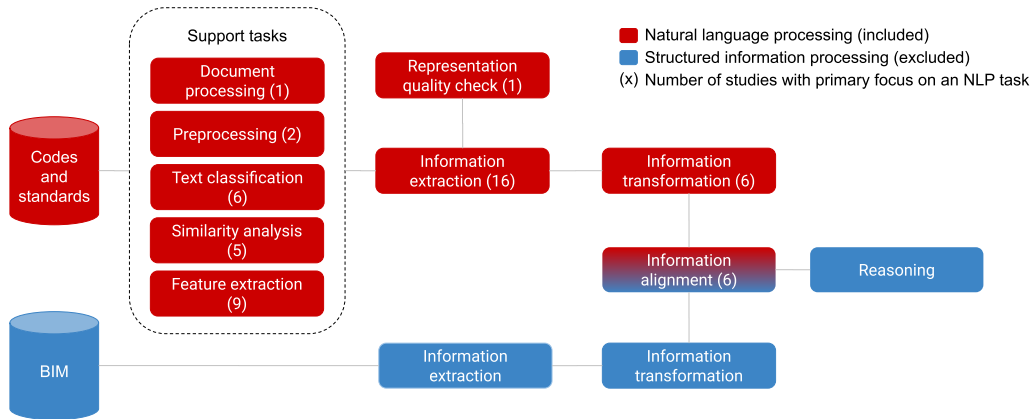 Support tasks
Document
processing (1)
Preprocessing (2)
Text classification
(6)
Similarity analysis
(5)
Feature extraction
(9)
Codes
and
standards
BIM
Representation
quality check (1)
Information
extraction (16)
Information
transformation (6)
Information
alignment (6)
Reasoning
Information
extraction
Information
transformation
Natural language processing (included)
Structured information processing (excluded)
(x) Number of studies with primary focus on an NLP task